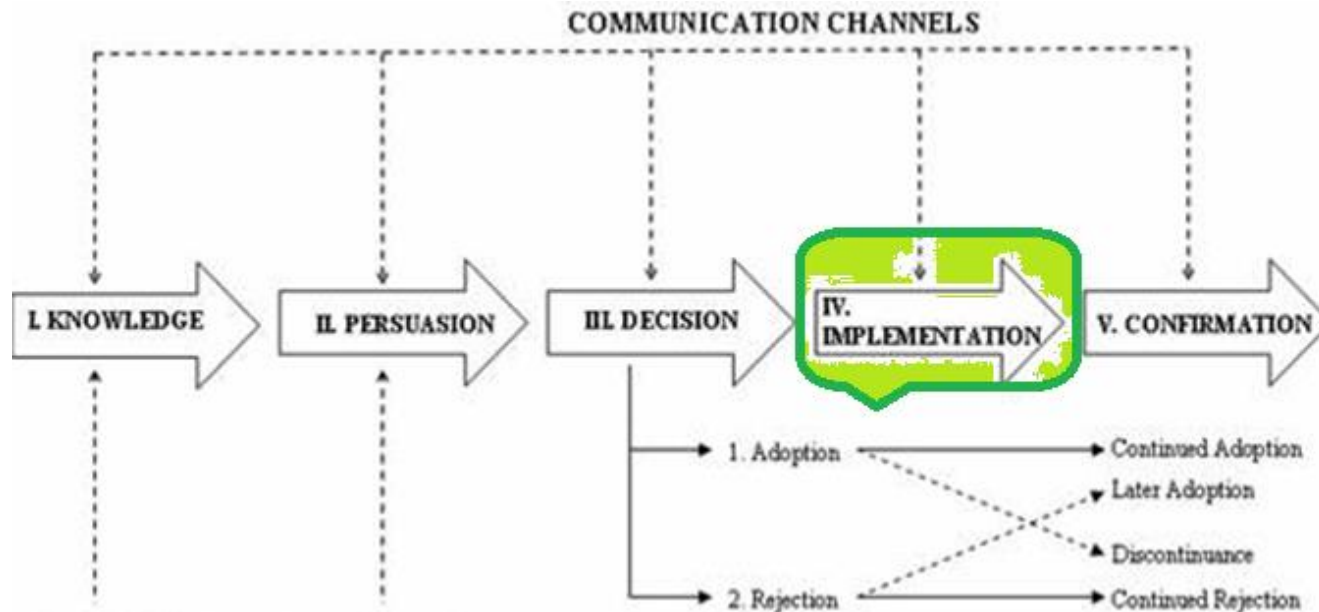 COMMUNICATION CHANNELS
I. KNOWLEDGE
II. PERSUASION
III. DECISION
IV.
IMPLEMENTATION
V. CONFIRMATION
1. Adoption
Continued Adoption
Later Adoption
Discontinuance
2. Rejection
Continued Rejection